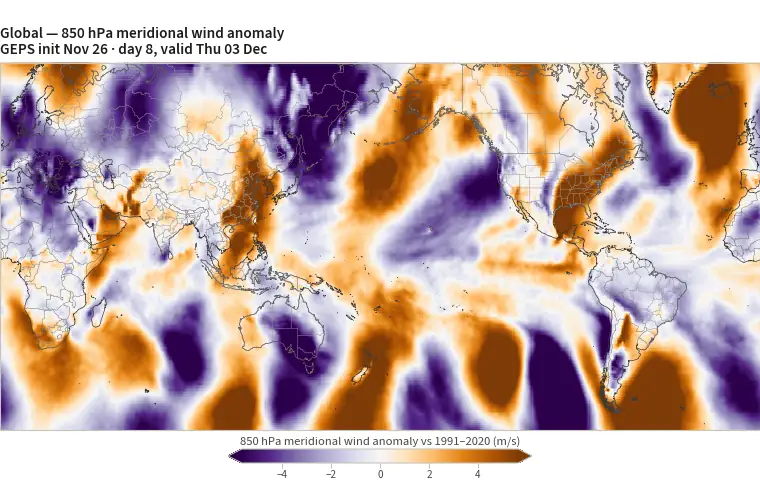 Global — 850 hPa meridional wind anomaly
GEPS init Nov 26 · day 8, valid Thu 03 Dec
850 hPa meridional wind anomaly vs 1991–2020 (m/s)
−4 −2 0 2 4